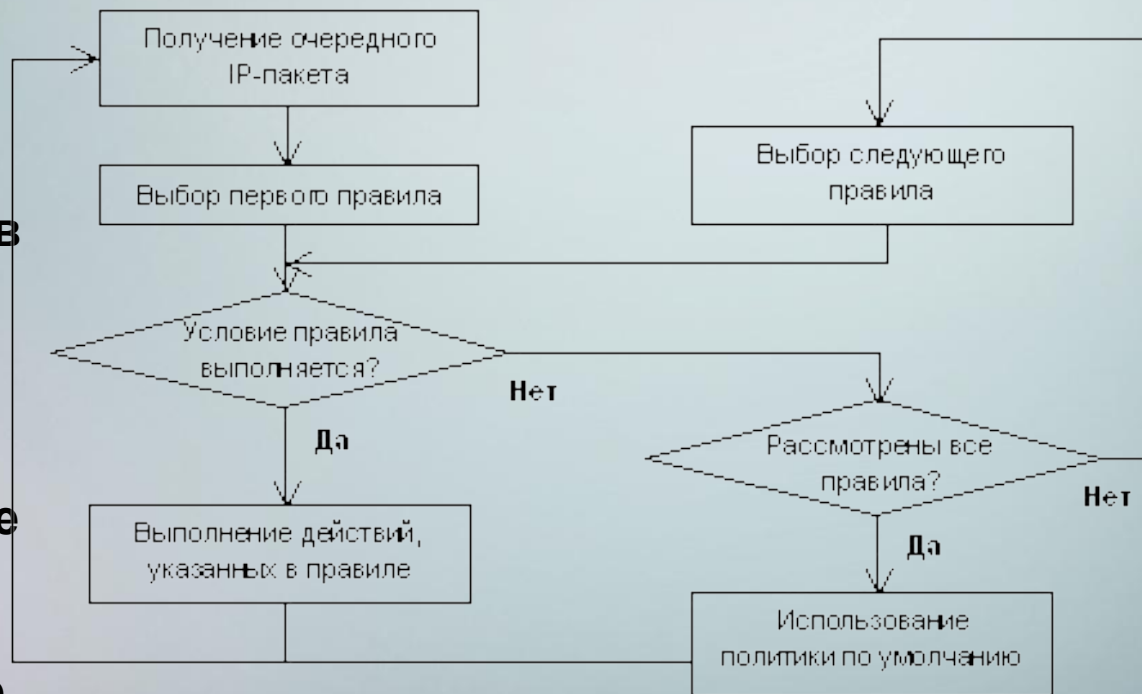 Получение очередного
IP-пакета
Выбор первого правила
Выбор следующего
правила
в
Условие правила
выполняется?
Нет
Да
Рассмотрены все
правила?
Нет
е
Выполнение действий,
указанных в правиле
Да
Использование
политики по умолчанию